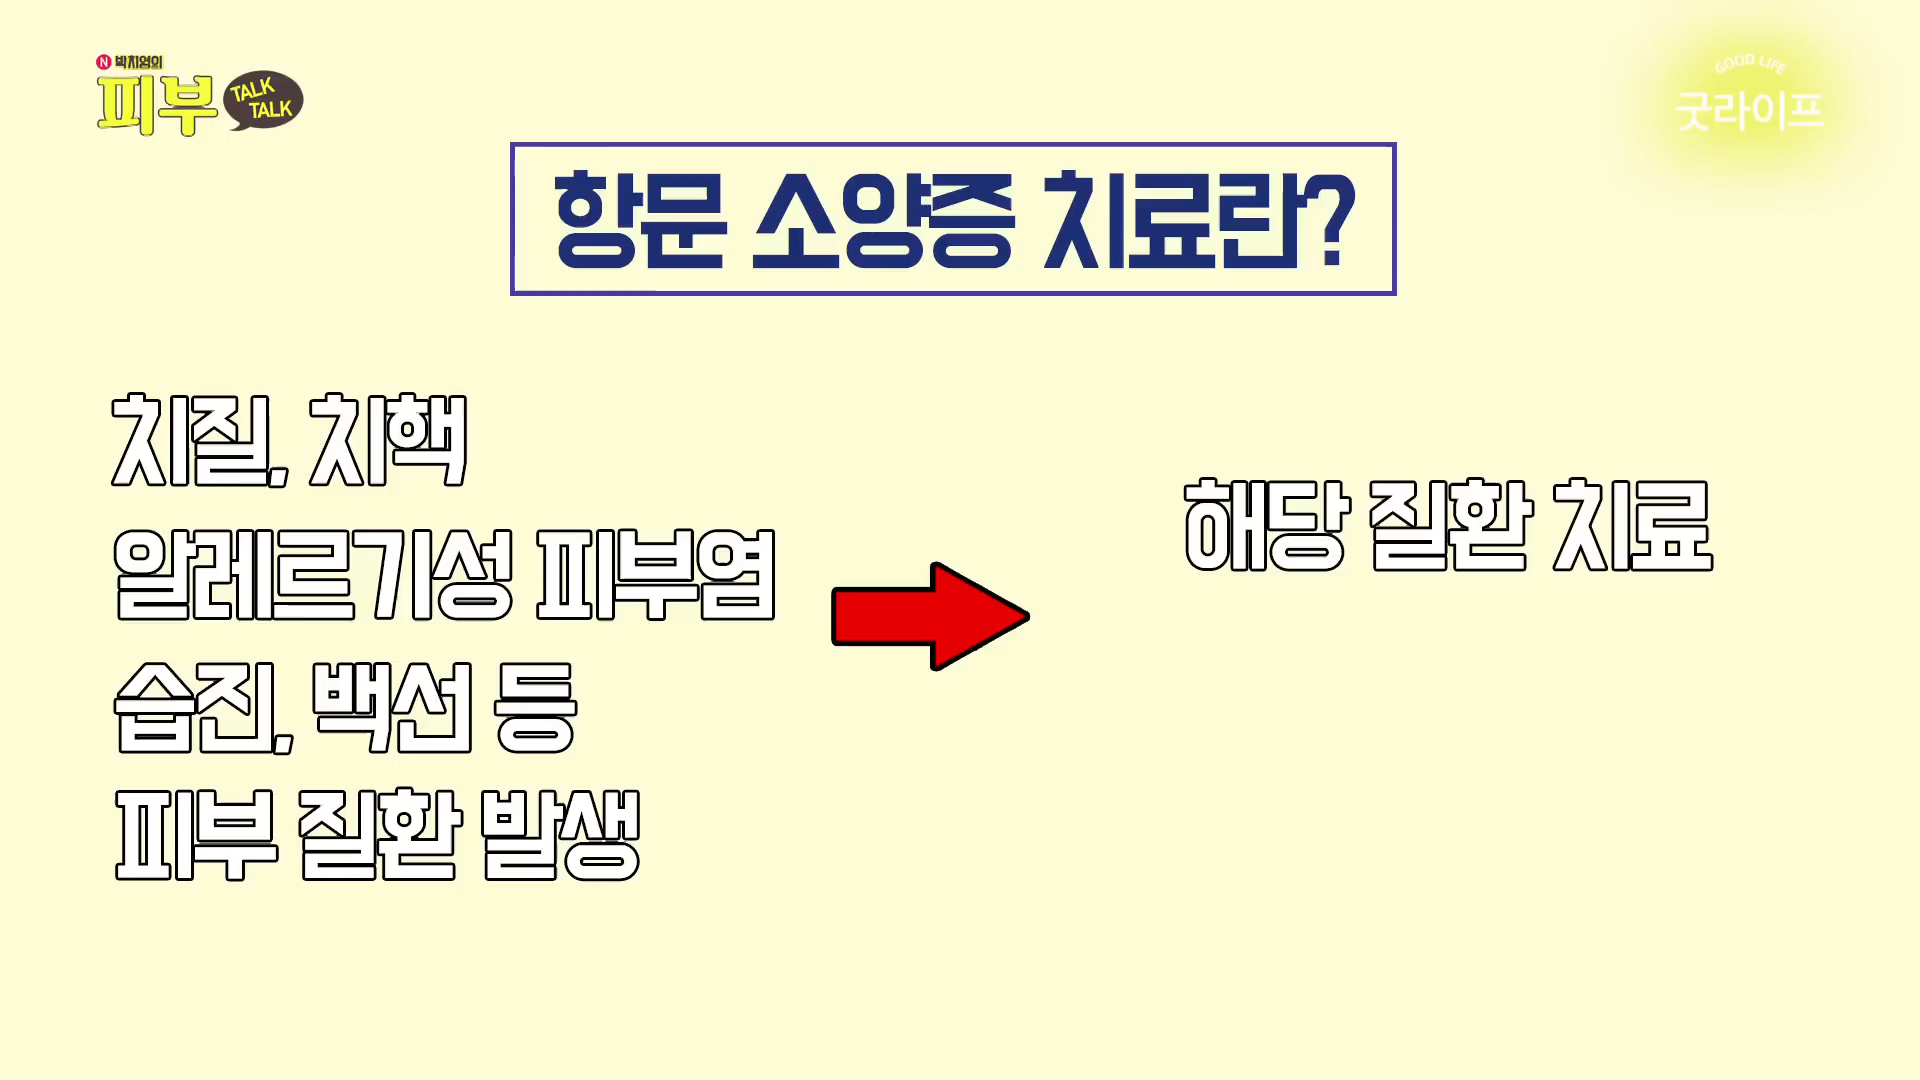 N 박치영의
피부 TALK TALK
GOOD LIFE
굿라이프
항문 소양증 치료란?
치질, 치핵
알레르기성 피부염
습진, 백선 등
피부 질환 발생
해당 질환 치료